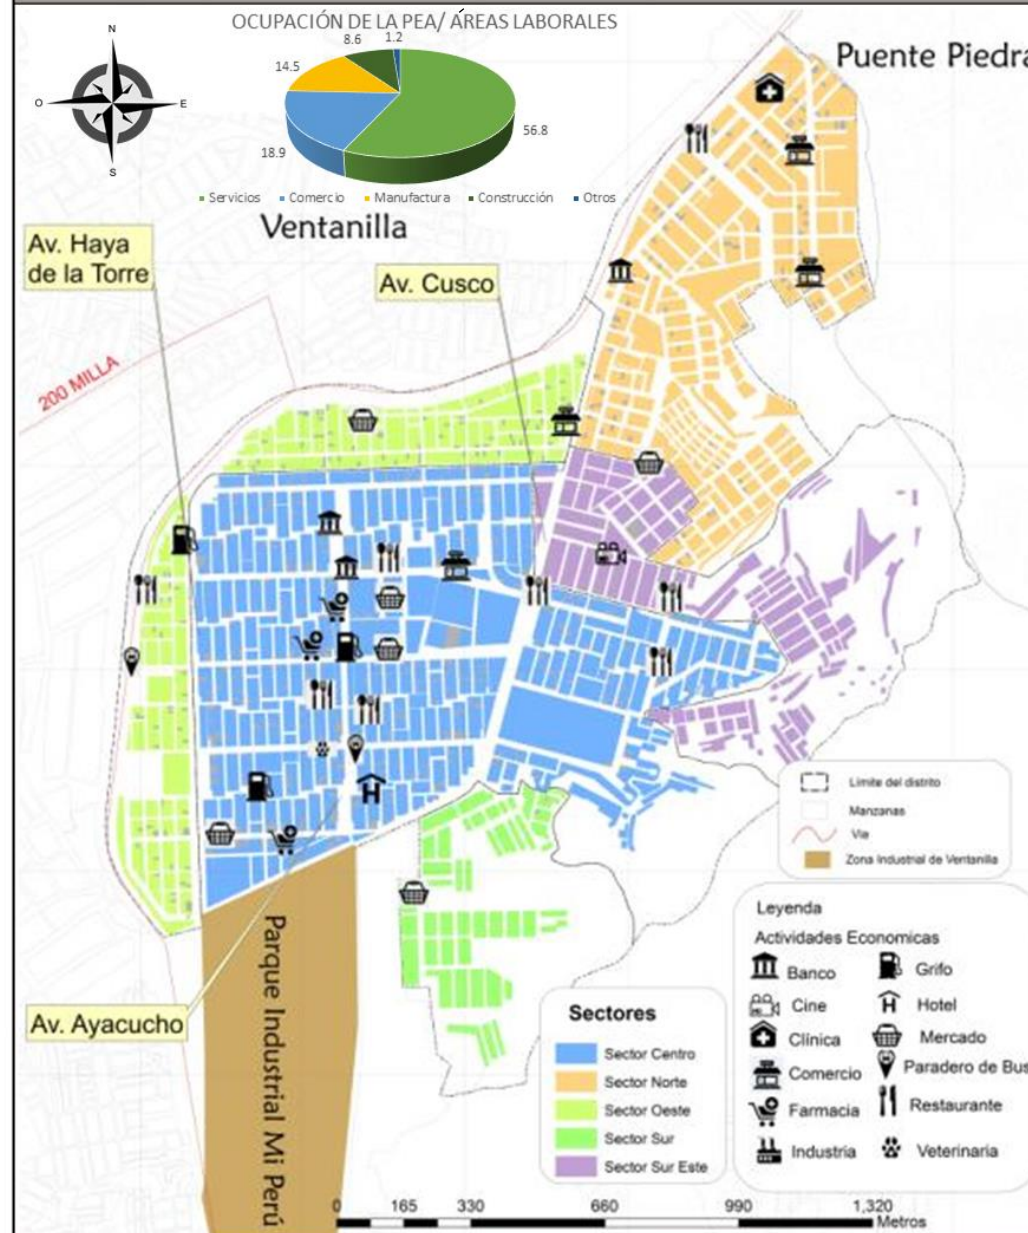 OCUPACIÓN DE LA PEA/ ÁREAS LABORALES
N
O
E
S
8.6
1.2
14.5
18.9
56.8
Servicios
Comercio
Manufactura
Construcción
Otros
Puente Piedra
Ventanilla
Av. Haya
de la Torre
Av. Cusco
200 MILLA
Límite del distrito
Manzanas
Vie
Zona Industrial de Ventanilla
Parque Industrial Mi Perú
Av. Ayacucho
Sectores
Sector Centro
Sector Norte
Sector Oeste
Sector Sur
Sector Sur Este
Leyenda
Actividades Economicas
Banco
Grifo
Cine
Hotel
Clínica
Mercado
Comercio
Paradero de Bus
Farmacia
Restaurante
Industria
Veterinaria
0 165 330 660 990 1,320
Metros